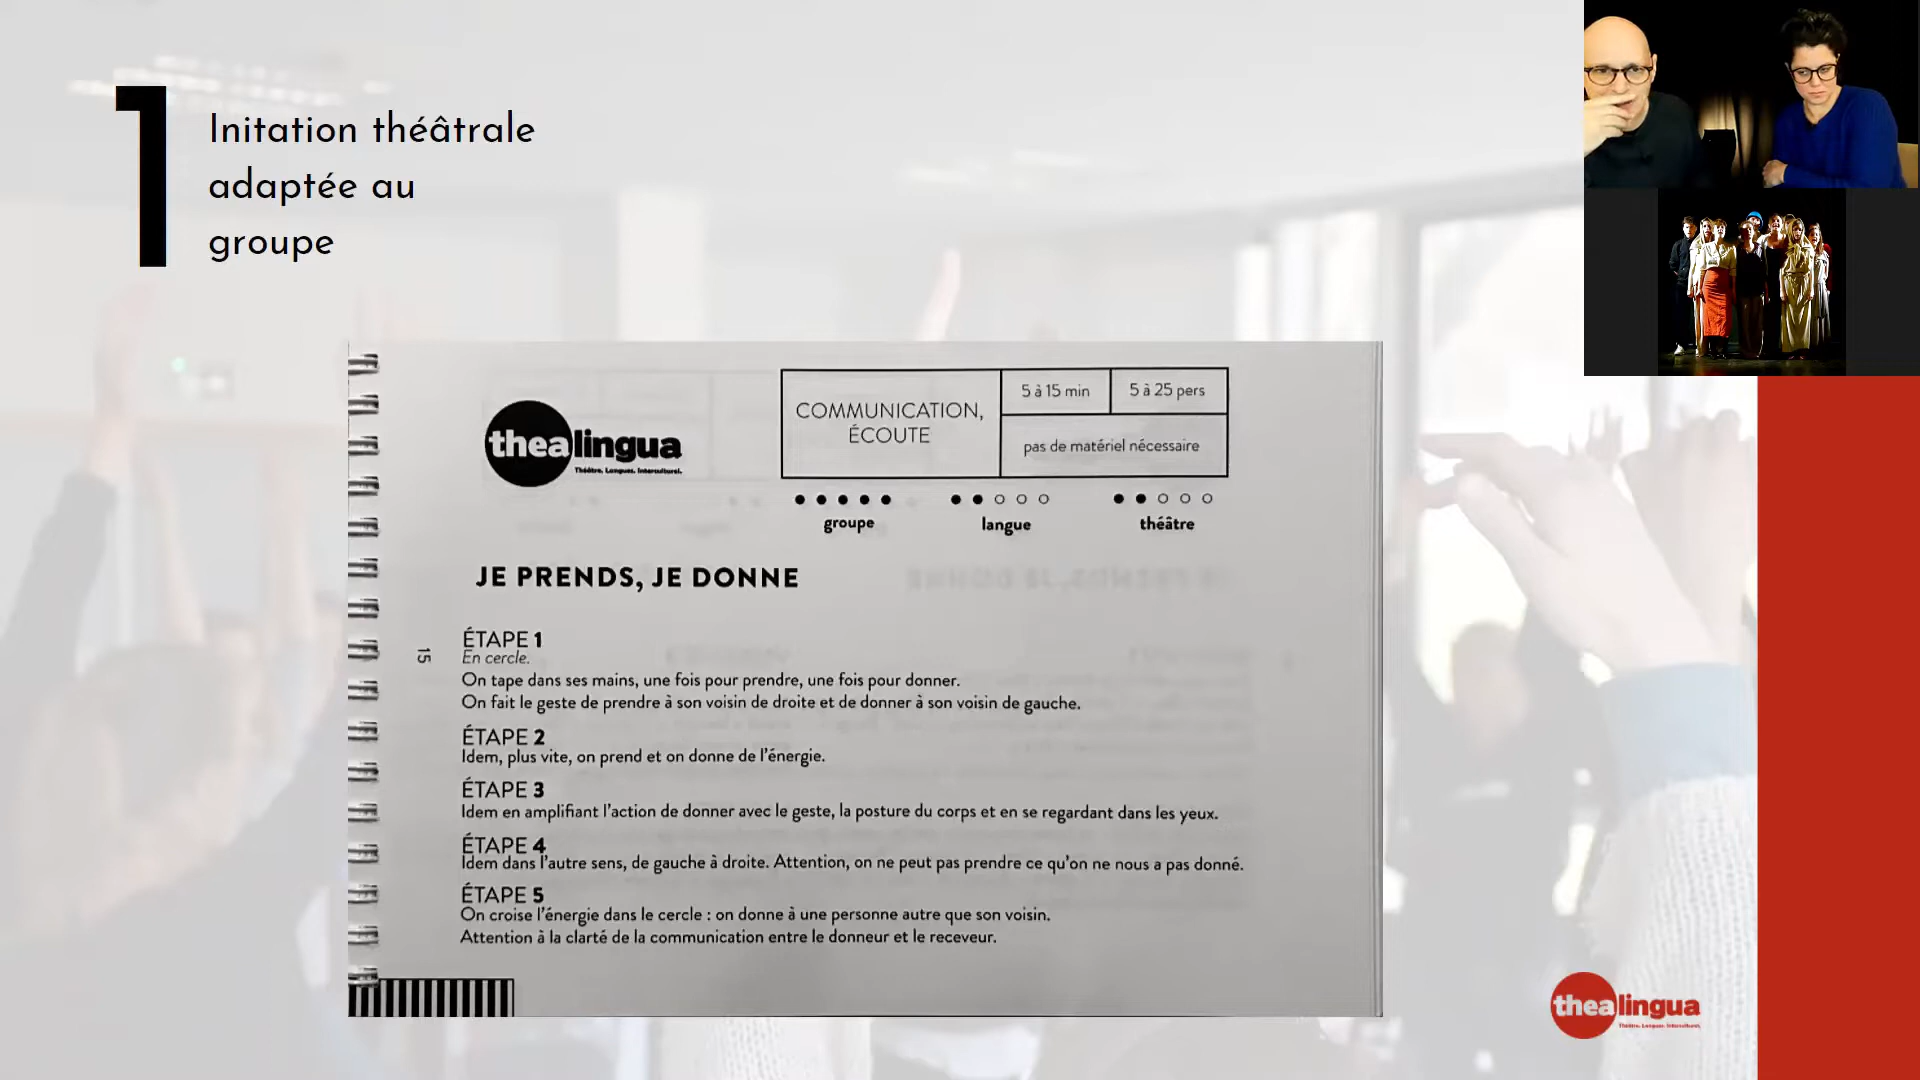 1
Initation théâtrale
adaptée au
groupe
thealingua
Théâtre. Langues. Interculturel.
COMMUNICATION,
ÉCOUTE
5 à 15 min
5 à 25 pers
pas de matériel nécessaire
groupe
langue
théâtre
JE PRENDS, JE DONNE
ÉTAPE 1
En cercle.
15
On tape dans ses mains, une fois pour prendre, une fois pour donner.
On fait le geste de prendre à son voisin de droite et de donner à son voisin de gauche.
ÉTAPE 2
Idem, plus vite, on prend et on donne de l'énergie.
ÉTAPE 3
Idem en amplifiant l'action de donner avec le geste, la posture du corps et en se regardant dans les yeux.
ÉTAPE 4
Idem dans l'autre sens, de gauche à droite. Attention, on ne peut pas prendre ce qu'on ne nous a pas donné.
ÉTAPE 5
On croise l'énergie dans le cercle : on donne à une personne autre que son voisin.
Attention à la clarté de la communication entre le donneur et le receveur.
thealingua
Théâtre. Langues. Interculturel.